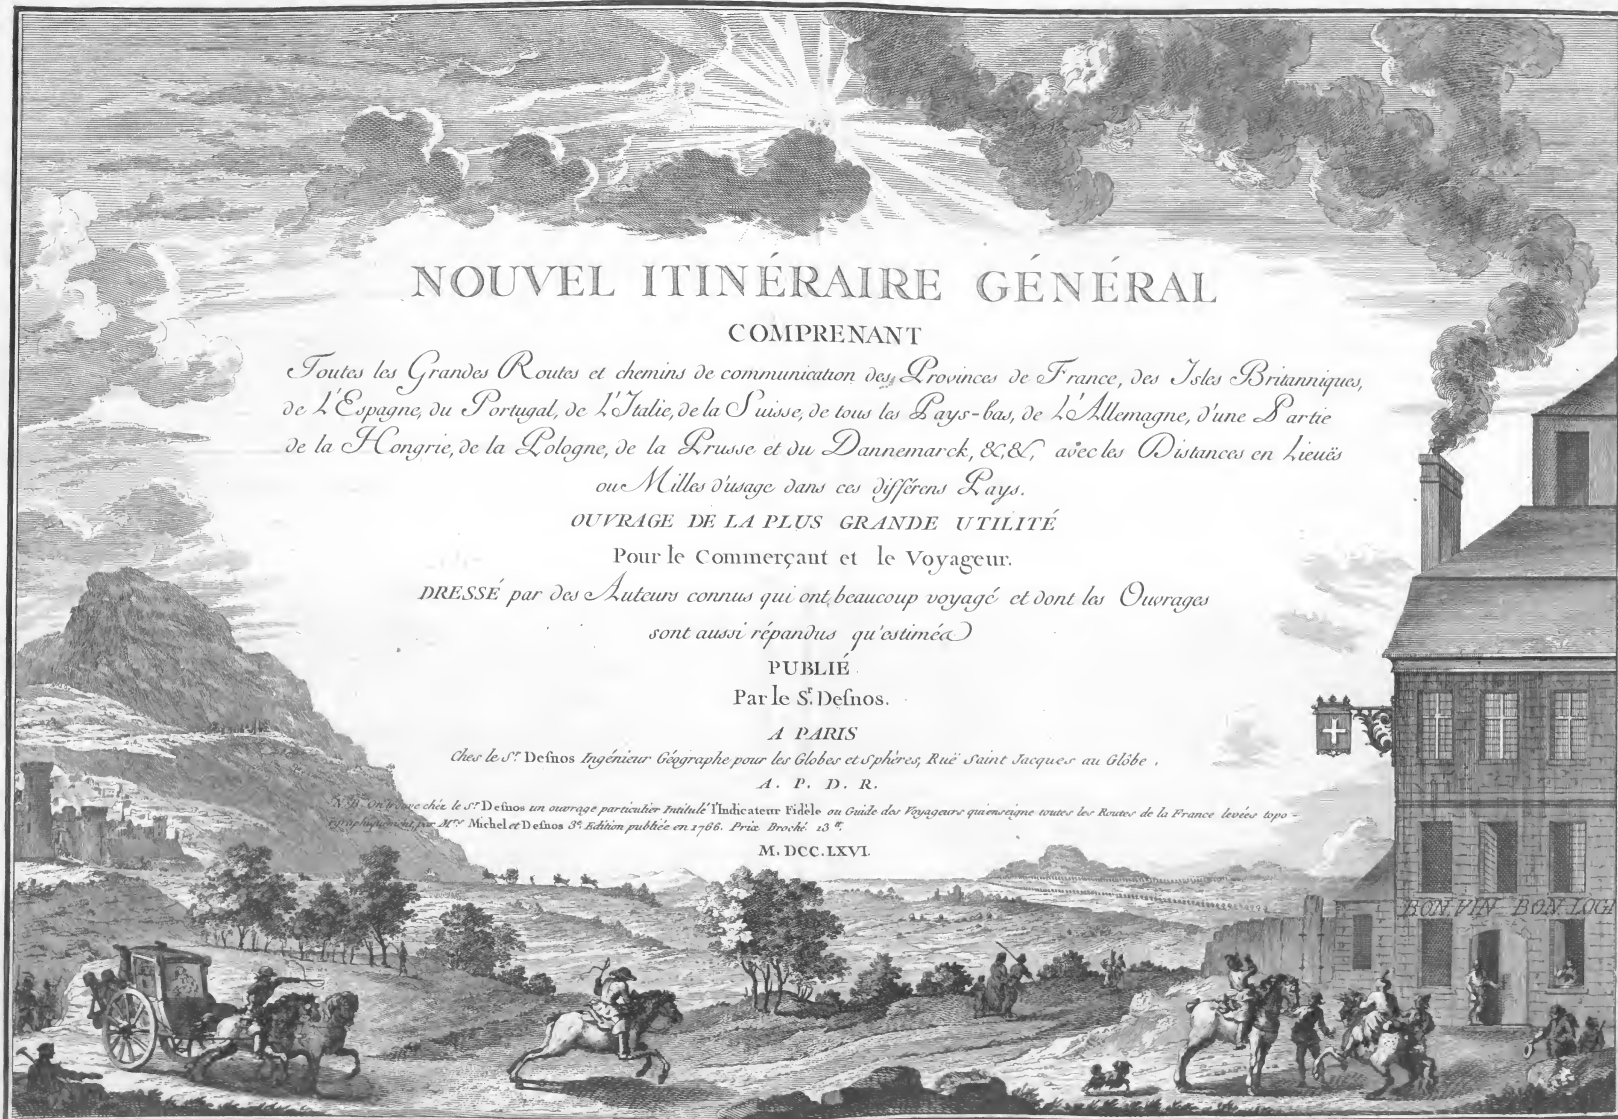 NOUVEL ITINÉRAIRE GÉNÉRAL
COMPRENANT
Toutes les Grandes Routes et chemins de communication des Provinces de France, des Isles Britanniques,
de L'Espagne, du Portugal, de L'Italie, de la Suisse, de tous les Pays-bas, de L'Allemagne, d'une Partie
de la Hongrie, de la Pologne, de la Prusse et du Dannemarck, &c, &c, avec les Distances en Lieuës
ou Milles d'usage dans ces différens Pays.
OUVRAGE DE LA PLUS GRANDE UTILITÉ
Pour le Commerçant et le Voyageur.
DRESSÉ par des Auteurs connus qui ont beaucoup voyagé et dont les Ouvrages
sont aussi répandus qu'estimés
PUBLIÉ
Par le Sr. Desnos.
A PARIS
Chez le Sr. Desnos Ingénieur Géographe pour les Globes et Sphères, Ruë Saint Jacques au Glôbe.
A. P. D. R.
Na. On trouve chéz le Sr. Desnos un ouvrage particulier Intitulé l'Indicateur Fidèle ou Guide des Voyageurs qui enseigne toutes les Routes de la France levées topo-
graphiquement par Mrs. Michel et Desnos 3e. Edition publiée en 1766. Prix Broché 13tt.
M. DCC. LXVI.
BON VIN BON LOGI